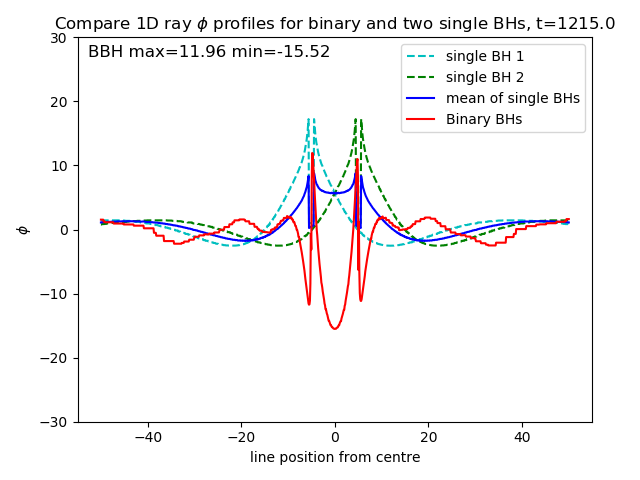 Compare 1D ray ϕ profiles for binary and two single BHs, t=1215.0
BBH max=11.96 min=-15.52
single BH 1
single BH 2
mean of single BHs
Binary BHs
30
20
10
0
−10
−20
−30
ϕ
−40
−20
0
20
40
line position from centre